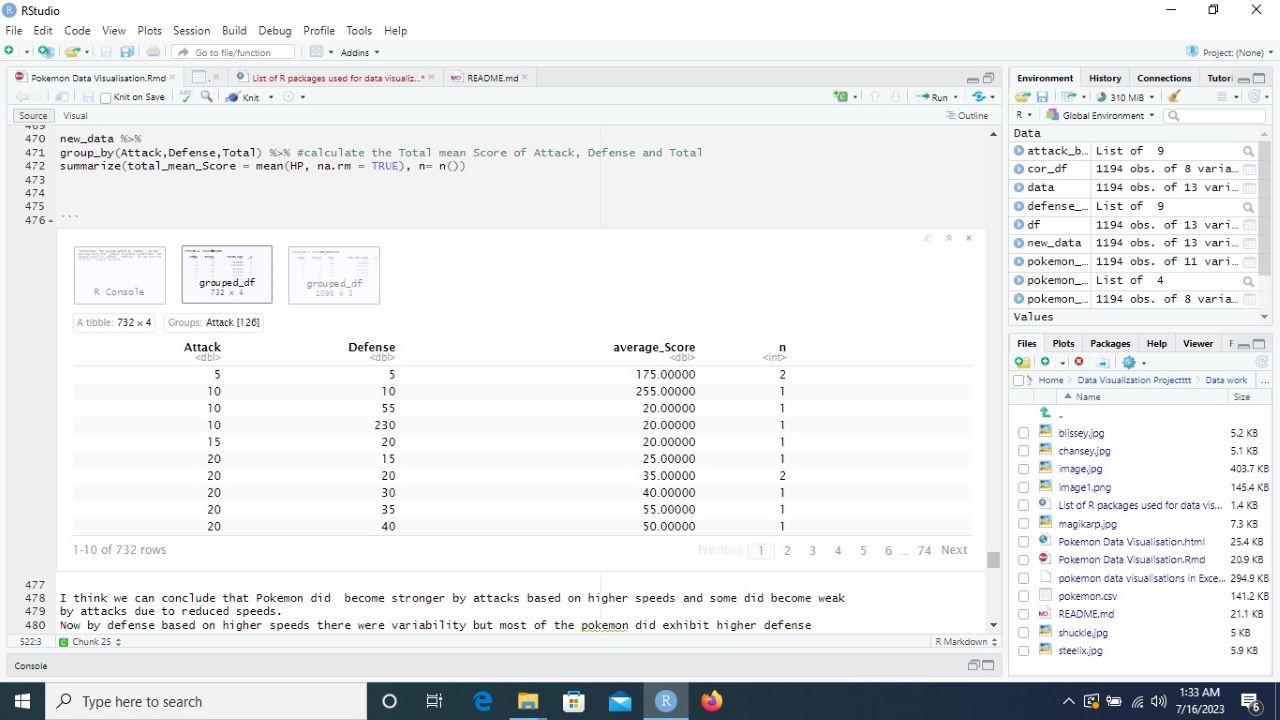 RStudio
File Edit Code View Plots Session Build Debug Profile Tools Help
Go to file/function Addins Project: (None)
Pokemon Data Visualisation.Rmd List of R packages used for data visualiz...* README.md
Knit on Save Knit Run
Source Visual Outline
469
470 new_data %>%
471 group_by(Attack,Defense,Total) %>% #calculate the Total mean Score of Attack, Defense and Total
472 summarize(total_mean_Score = mean(HP, na.rm = TRUE), n= n())
473
474
475
476 ```
R Console
grouped_df
732 x 4
grouped_df
A tibble: 732 × 4 Groups: Attack [126]
Attack Defense average_Score n
<dbl> <dbl> <dbl> <int>
5 5 175.00000 2
10 10 255.00000 1
10 55 20.00000 1
10 230 20.00000 1
15 20 20.00000 1
20 15 25.00000 1
20 20 35.00000 2
20 30 40.00000 1
20 35 55.00000 1
20 40 50.00000 1
1-10 of 732 rows Previous 1 2 3 4 5 6 ... 74 Next
477
478 I think we can conclude that Pokemon did  become stronger by attacks based on higher speeds and some did become weak
479 by attacks due to reduced speeds.
480 Now by defense based on higher speeds there is a variability but most of the pokemon did exhibit higher defense
522:3 Chunk 25 R Markdown
Console
Environment History Connections Tutori
310 MiB
R Global Environment
Data
attack_b... List of 9
cor_df 1194 obs. of 8 varia...
data 1194 obs. of 13 vari...
defense_... List of 9
df 1194 obs. of 13 vari...
new_data 1194 obs. of 13 vari...
pokemon_... 1194 obs. of 11 vari...
pokemon_... List of 4
pokemon_... 1194 obs. of 8 varia...
Values
Files Plots Packages Help Viewer
Home Data Visualization Projectttt Data work ...
Name Size
..
blissey.jpg 5.2 KB
chansey.jpg 5.1 KB
image.jpg 403.7 KB
image1.png 145.4 KB
List of R packages used for data vis... 1.4 KB
magikarp.jpg 7.3 KB
Pokemon Data Visualisation.html 25.4 KB
Pokemon Data Visualisation.Rmd 20.9 KB
pokemon data visualisations in Exce... 294.9 KB
pokemon.csv 141.2 KB
README.md 21.1 KB
shuckle.jpg 5 KB
steelix.jpg 5.9 KB
Type here to search
1:33 AM
7/16/2023
6